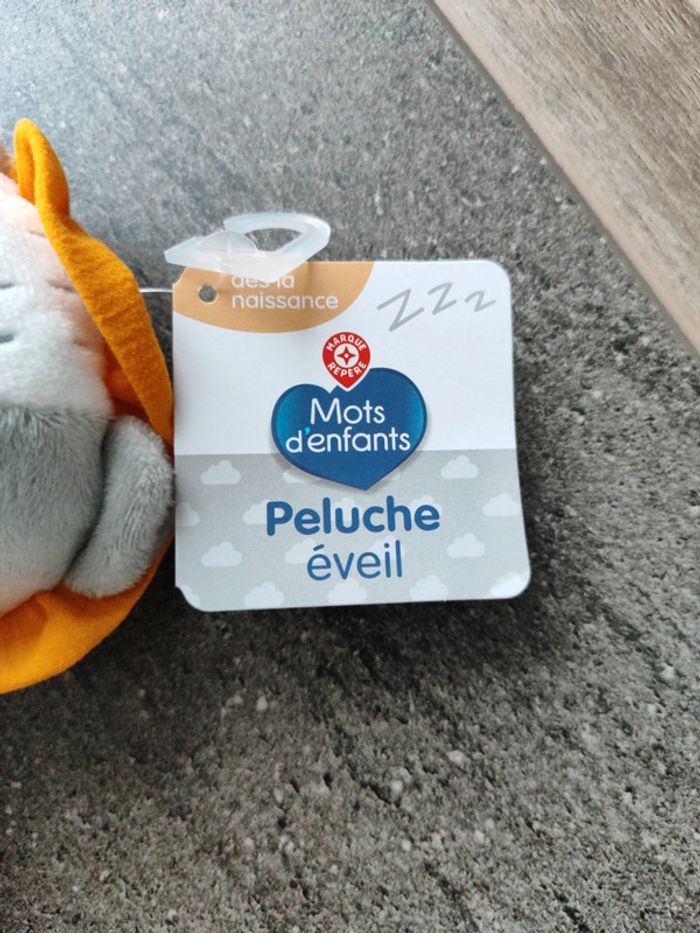 dès la
naissance
ZZZ
MARQUE
REPÈRE
Mots
d'enfants
Peluche
éveil